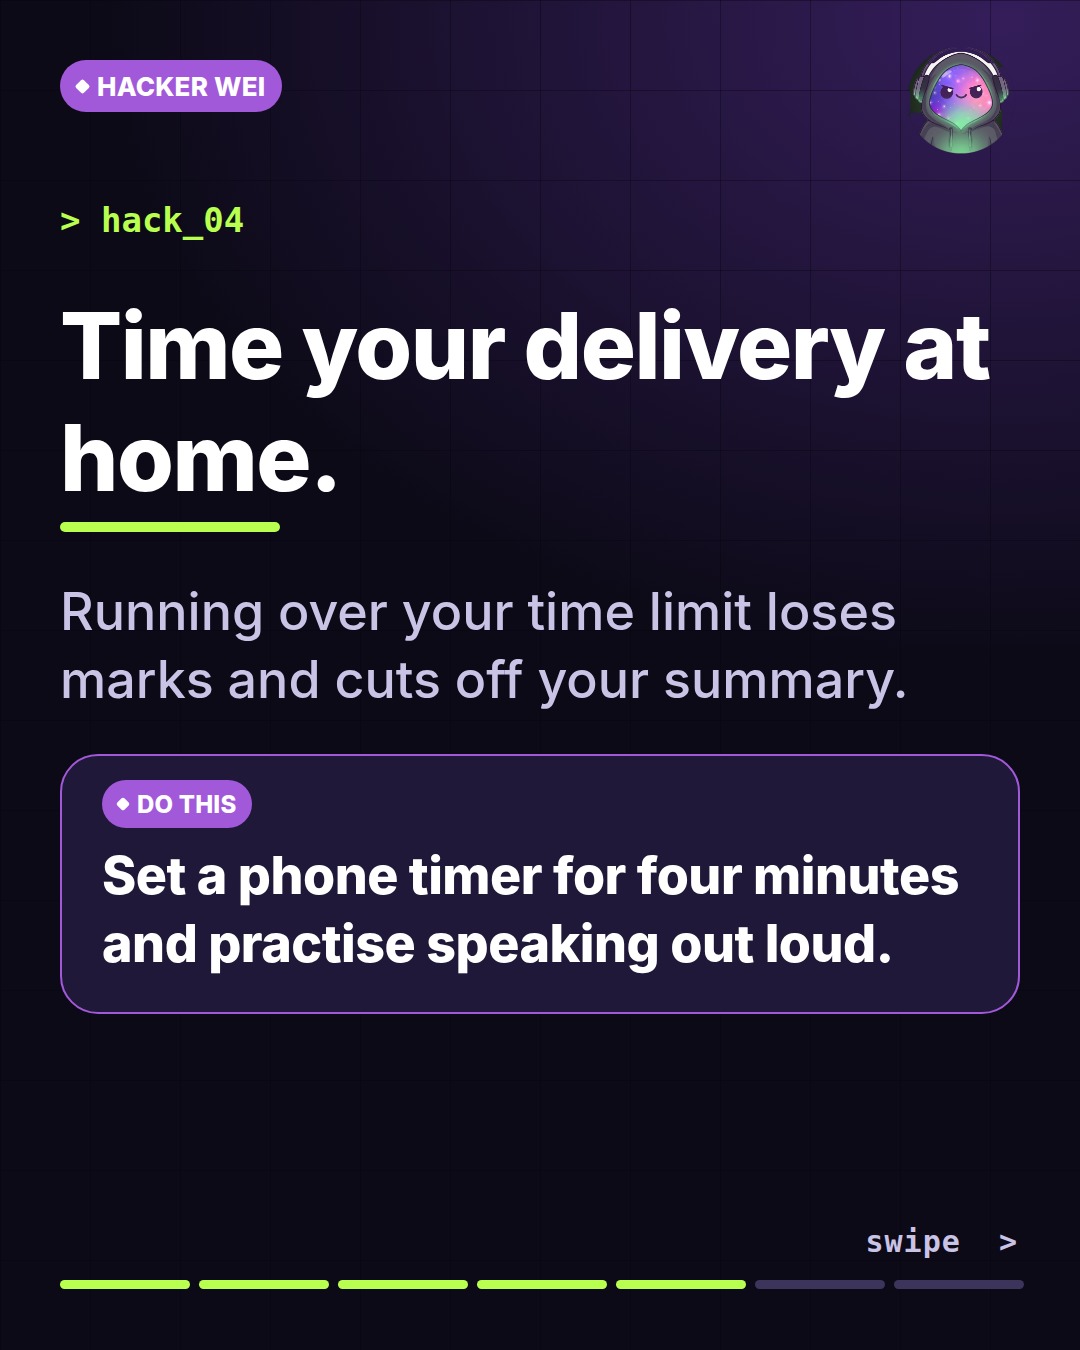 HACKER WEI
> hack_04
Time your delivery at
home.
Running over your time limit loses
marks and cuts off your summary.
DO THIS
Set a phone timer for four minutes
and practise speaking out loud.
swipe >